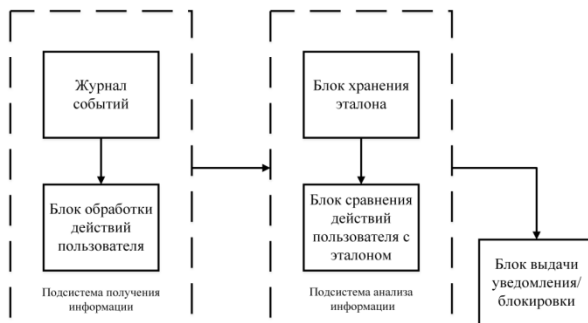 Журнал
событий
Блок обработки
действий
пользователя
Подсистема получения
информации
Блок хранения
эталона
Блок сравнения
действий
пользователя с
эталоном
Подсистема анализа
информации
Блок выдачи
уведомления/
блокировки